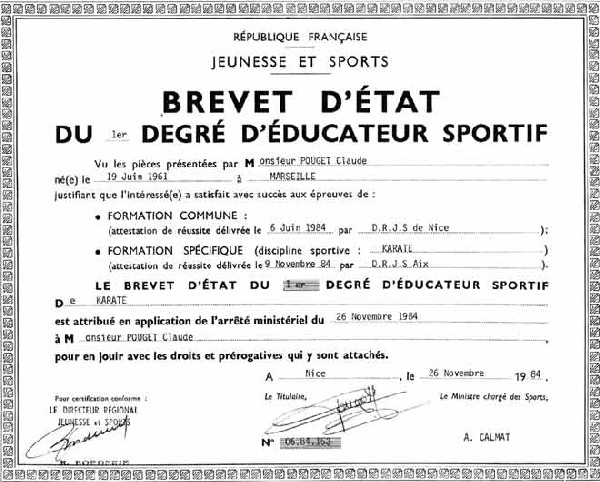 RÉPUBLIQUE FRANÇAISE
JEUNESSE ET SPORTS
BREVET D'ÉTAT
DU 1er DEGRÉ D'ÉDUCATEUR SPORTIF
Vu les pièces présentées par M onsieur POUGET Claude
né(e) le 19 Juin 1961 à MARSEILLE
justifiant que l'intéressé(e) a satisfait avec succès aux épreuves de :
• FORMATION COMMUNE :
(attestation de réussite délivrée le 6 Juin 1984 par D.R.J.S de Nice );
• FORMATION SPÉCIFIQUE (discipline sportive : KARATE )
(attestation de réussite délivrée le 9 Novembre 84 par D.R.J.S Aix ).
LE BREVET D'ÉTAT DU 1er DEGRÉ D'ÉDUCATEUR SPORTIF
D e KARATE
est attribué en application de l'arrêté ministériel du 26 Novembre 1984
à M onsieur POUGET Claude
pour en jouir avec les droits et prérogatives qui y sont attachés.
A Nice , le 26 Novembre 19 84.
Pour certification conforme :
LE DIRECTEUR RÉGIONAL
JEUNESSE et SPORTS
Le Titulaire,
Le Ministre chargé des Sports,
N° 06.84.163
A. CALMAT